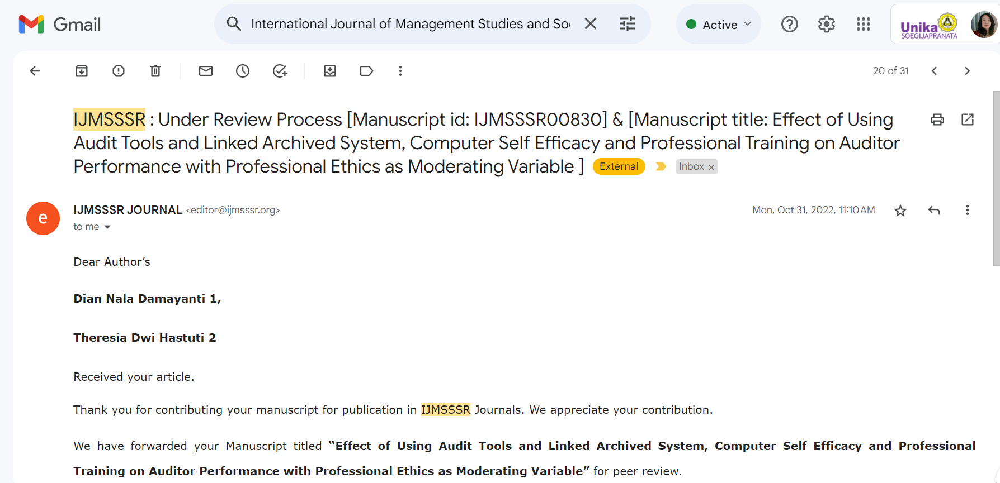 Gmail
International Journal of Management Studies and Soc
Active
Unika
SOEGIJAPRANATA
20 of 31
IJMSSSR : Under Review Process [Manuscript id: IJMSSSR00830] & [Manuscript title: Effect of Using
Audit Tools and Linked Archived System, Computer Self Efficacy and Professional Training on Auditor
Performance with Professional Ethics as Moderating Variable ] External Inbox ×
e
IJMSSSR JOURNAL <editor@ijmsssr.org>
Mon, Oct 31, 2022, 11:10 AM
to me
Dear Author’s
Dian Nala Damayanti 1,
Theresia Dwi Hastuti 2
Received your article.
Thank you for contributing your manuscript for publication in IJMSSSR Journals. We appreciate your contribution.
We have forwarded your Manuscript titled “Effect of Using Audit Tools and Linked Archived System, Computer Self Efficacy and Professional
Training on Auditor Performance with Professional Ethics as Moderating Variable” for peer review.